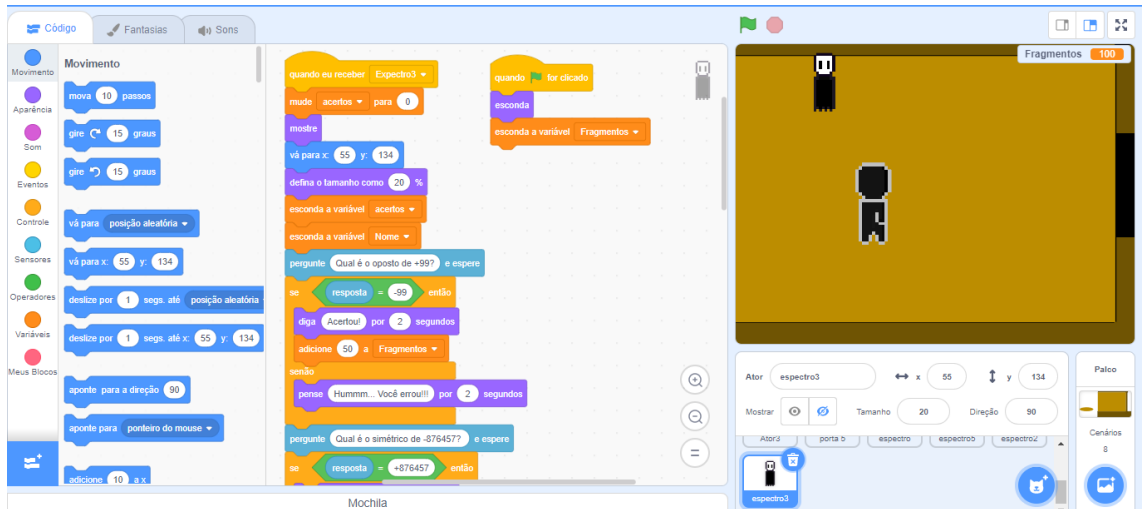 Código
Fantasias
Sons
Movimento
Aparência
Som
Eventos
Controle
Sensores
Operadores
Variáveis
Meus Blocos
Movimento
mova 10 passos
gire 15 graus
gire 15 graus
vá para posição aleatória
vá para x: 55 y: 134
deslize por 1 segs. até posição aleatória
deslize por 1 segs. até x: 55 y: 134
aponte para a direção 90
aponte para ponteiro do mouse
adicione 10 a x
quando eu receber Expectro3
mude acertos para 0
mostre
vá para x: 55 y: 134
defina o tamanho como 20 %
esconda a variável acertos
esconda a variável Nome
pergunte Qual é o oposto de +99? e espere
se resposta = -99 então
diga Acertou! por 2 segundos
adicione 50 a Fragmentos
senão
pense Hummm... Você errou!!! por 2 segundos
pergunte Qual é o simétrico de -876457? e espere
se resposta = +876457 então
quando for clicado
esconda
esconda a variável Fragmentos
Mochila
Fragmentos 100
Ator espectro3 x 55 y 134
Mostrar Tamanho 20 Direção 90
Ator3
porta 5
espectro
espectro5
espectro2
espectro3
Palco
Cenários
8